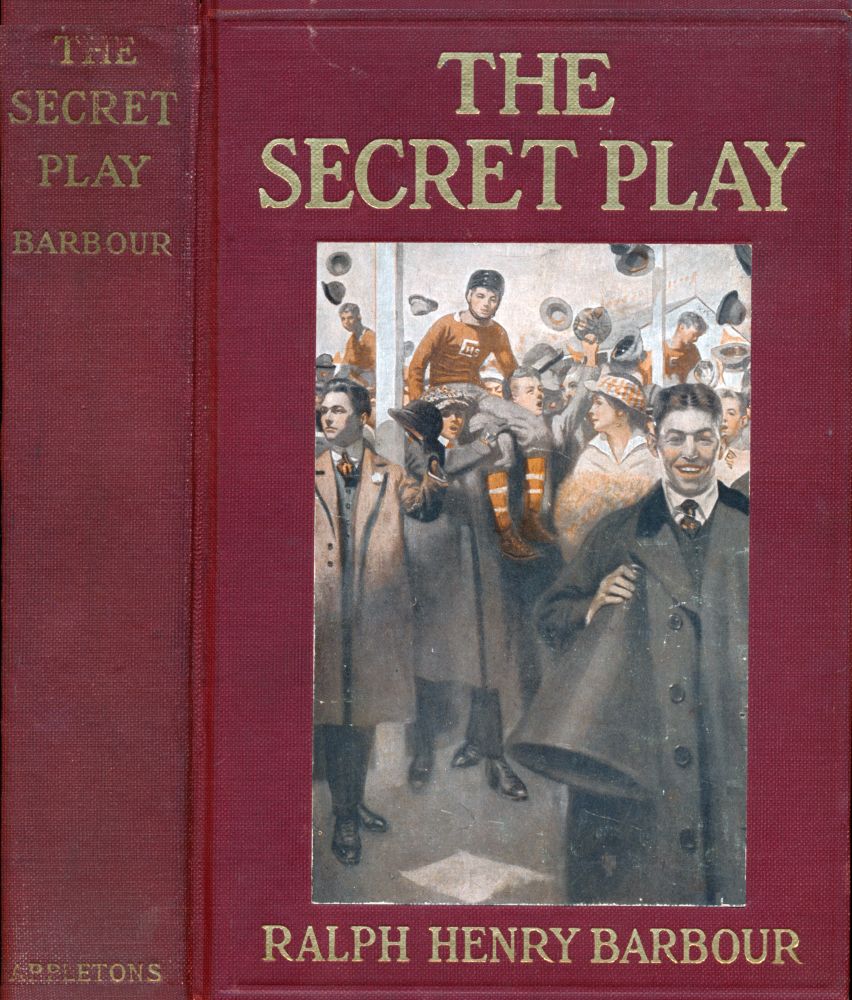 THE
SECRET
PLAY
BARBOUR
APPLETONS
THE
SECRET PLAY
RALPH HENRY BARBOUR